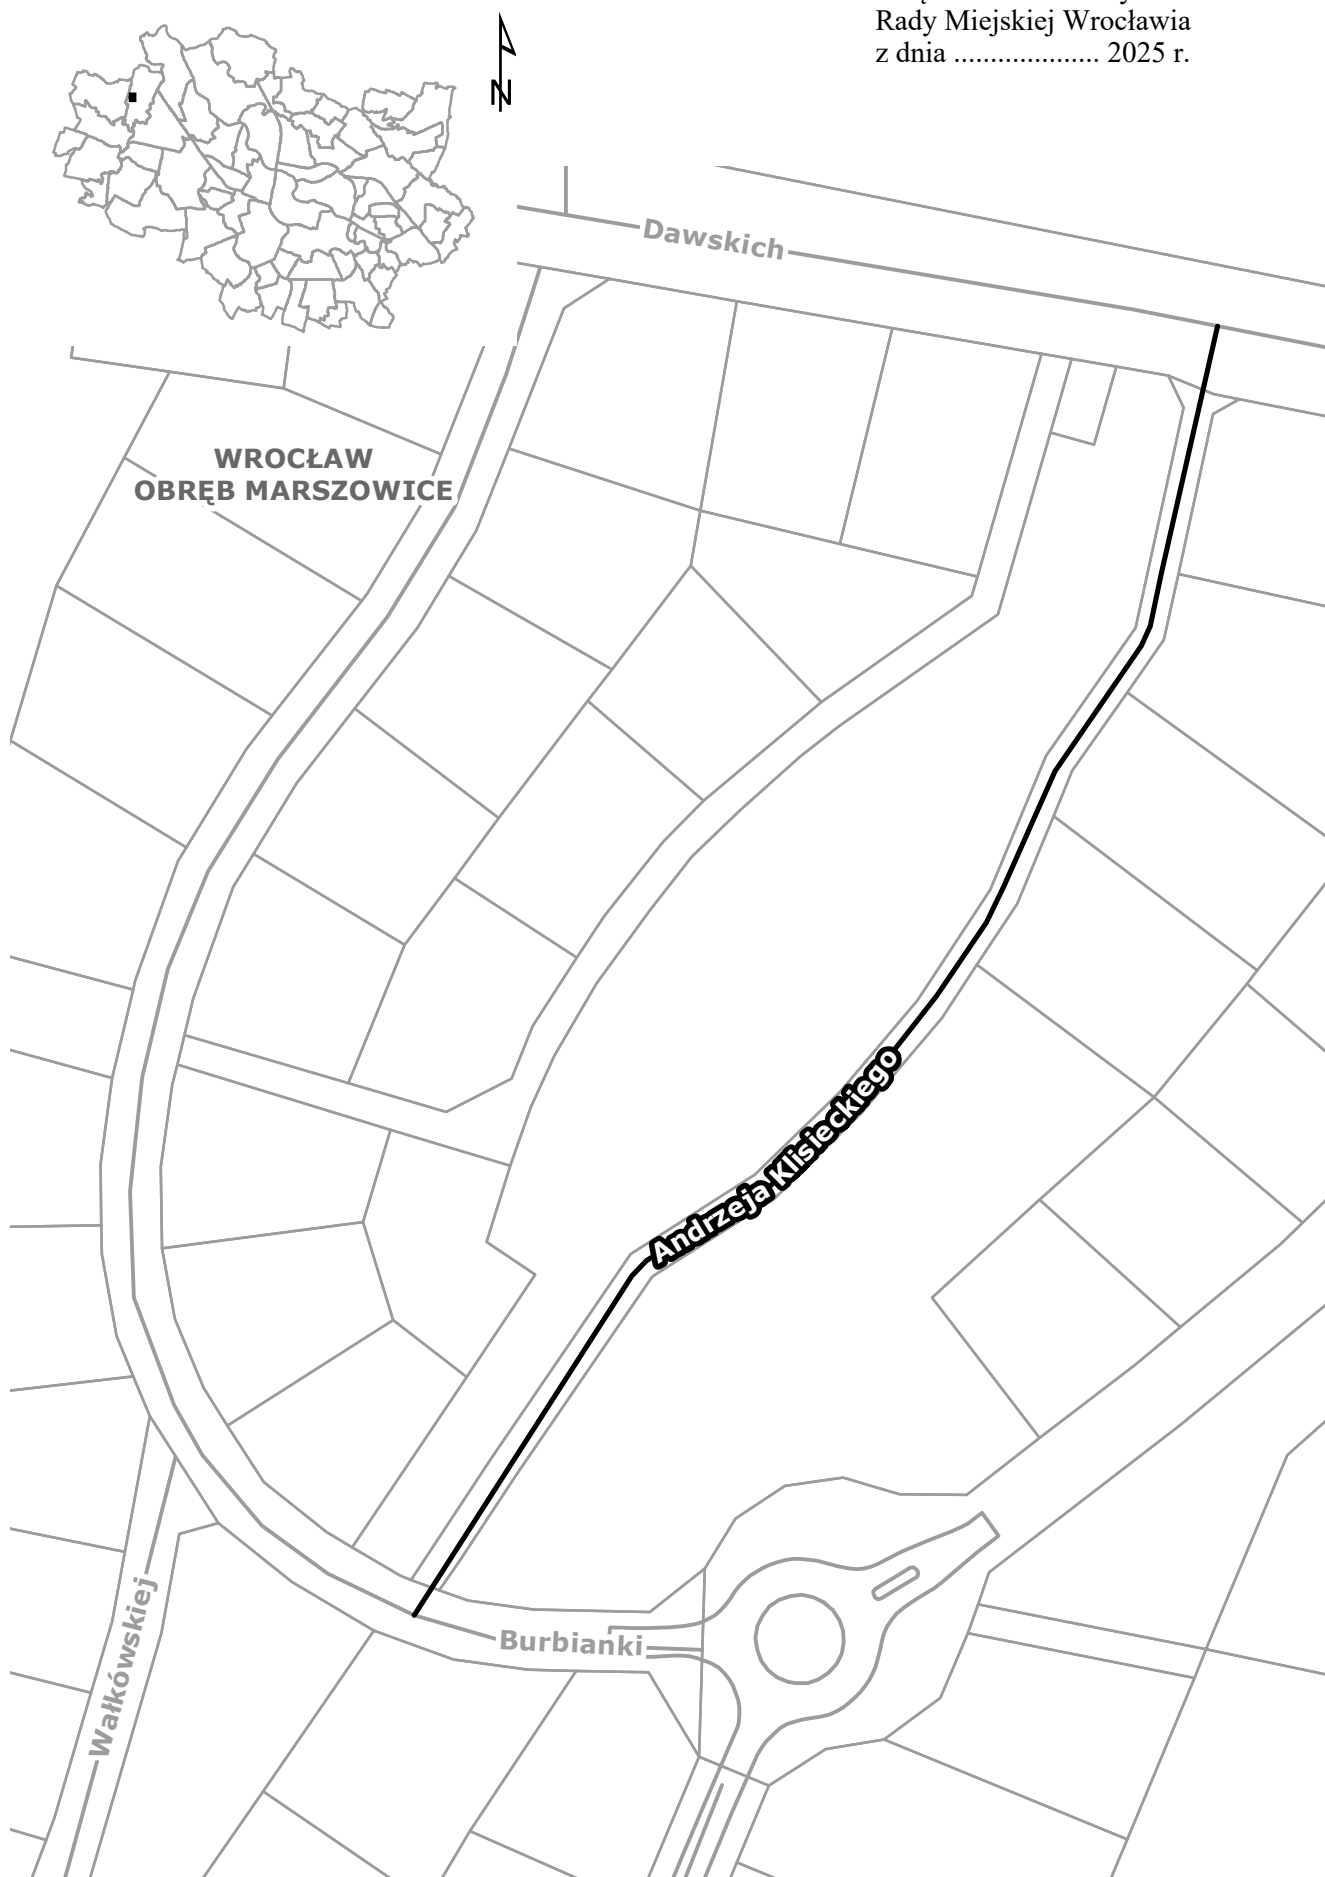 Rady Miejskiej Wrocławia
z dnia .................... 2025 r.
N
Dawskich
WROCŁAW
OBRĘB MARSZOWICE
Andrzeja Klisieckiego
Burbianki
Wałkówskiej